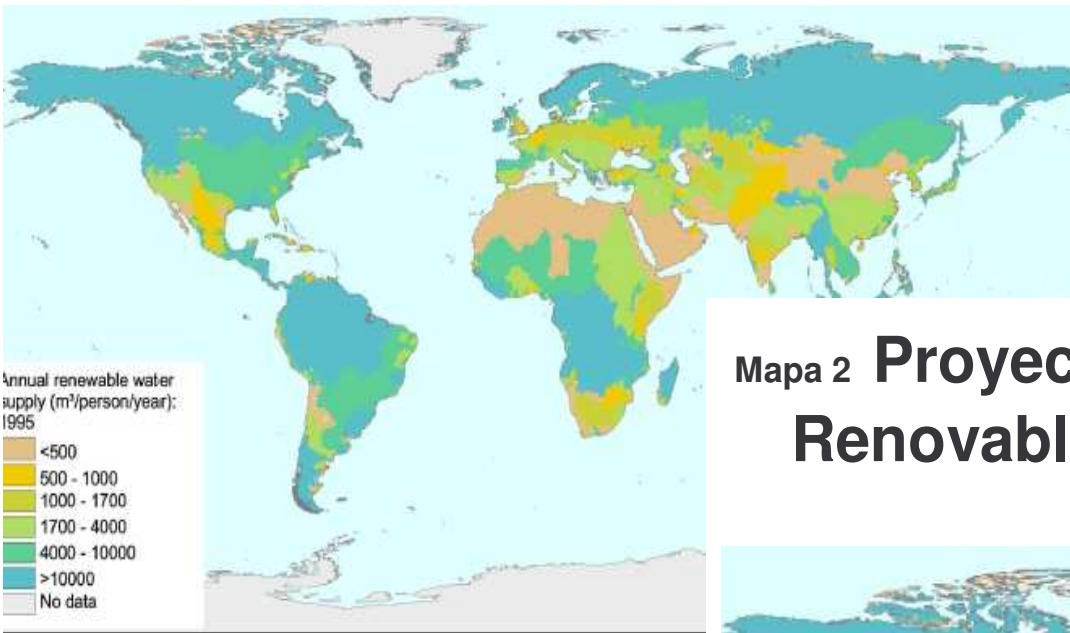 Annual renewable water
supply (m³/person/year):
1995
<500
500 - 1000
1000 - 1700
1700 - 4000
4000 - 10000
>10000
No data
Mapa 2 Proyec
Renovabl